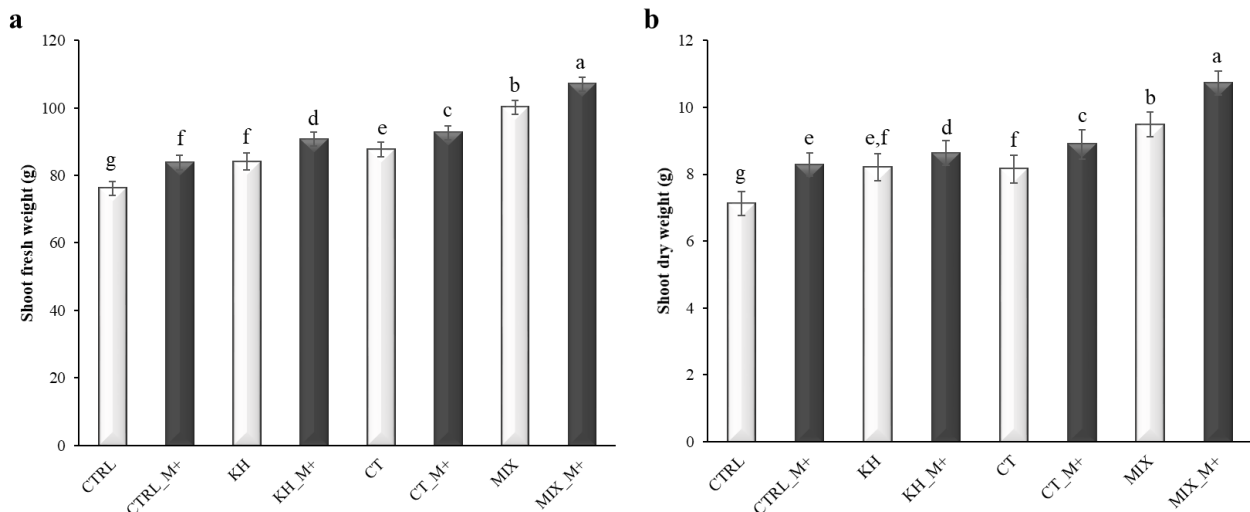 a
Shoot fresh weight (g)
120
100
80
60
40
20
0
g
f
f
d
e
c
b
a
CTRL
CTRL_M+
KH
KH_M+
CT
CT_M+
MIX
MIX_M+
b
Shoot dry weight (g)
12
10
8
6
4
2
0
g
e
e,f
d
f
c
b
a
CTRL
CTRL_M+
KH
KH_M+
CT
CT_M+
MIX
MIX_M+